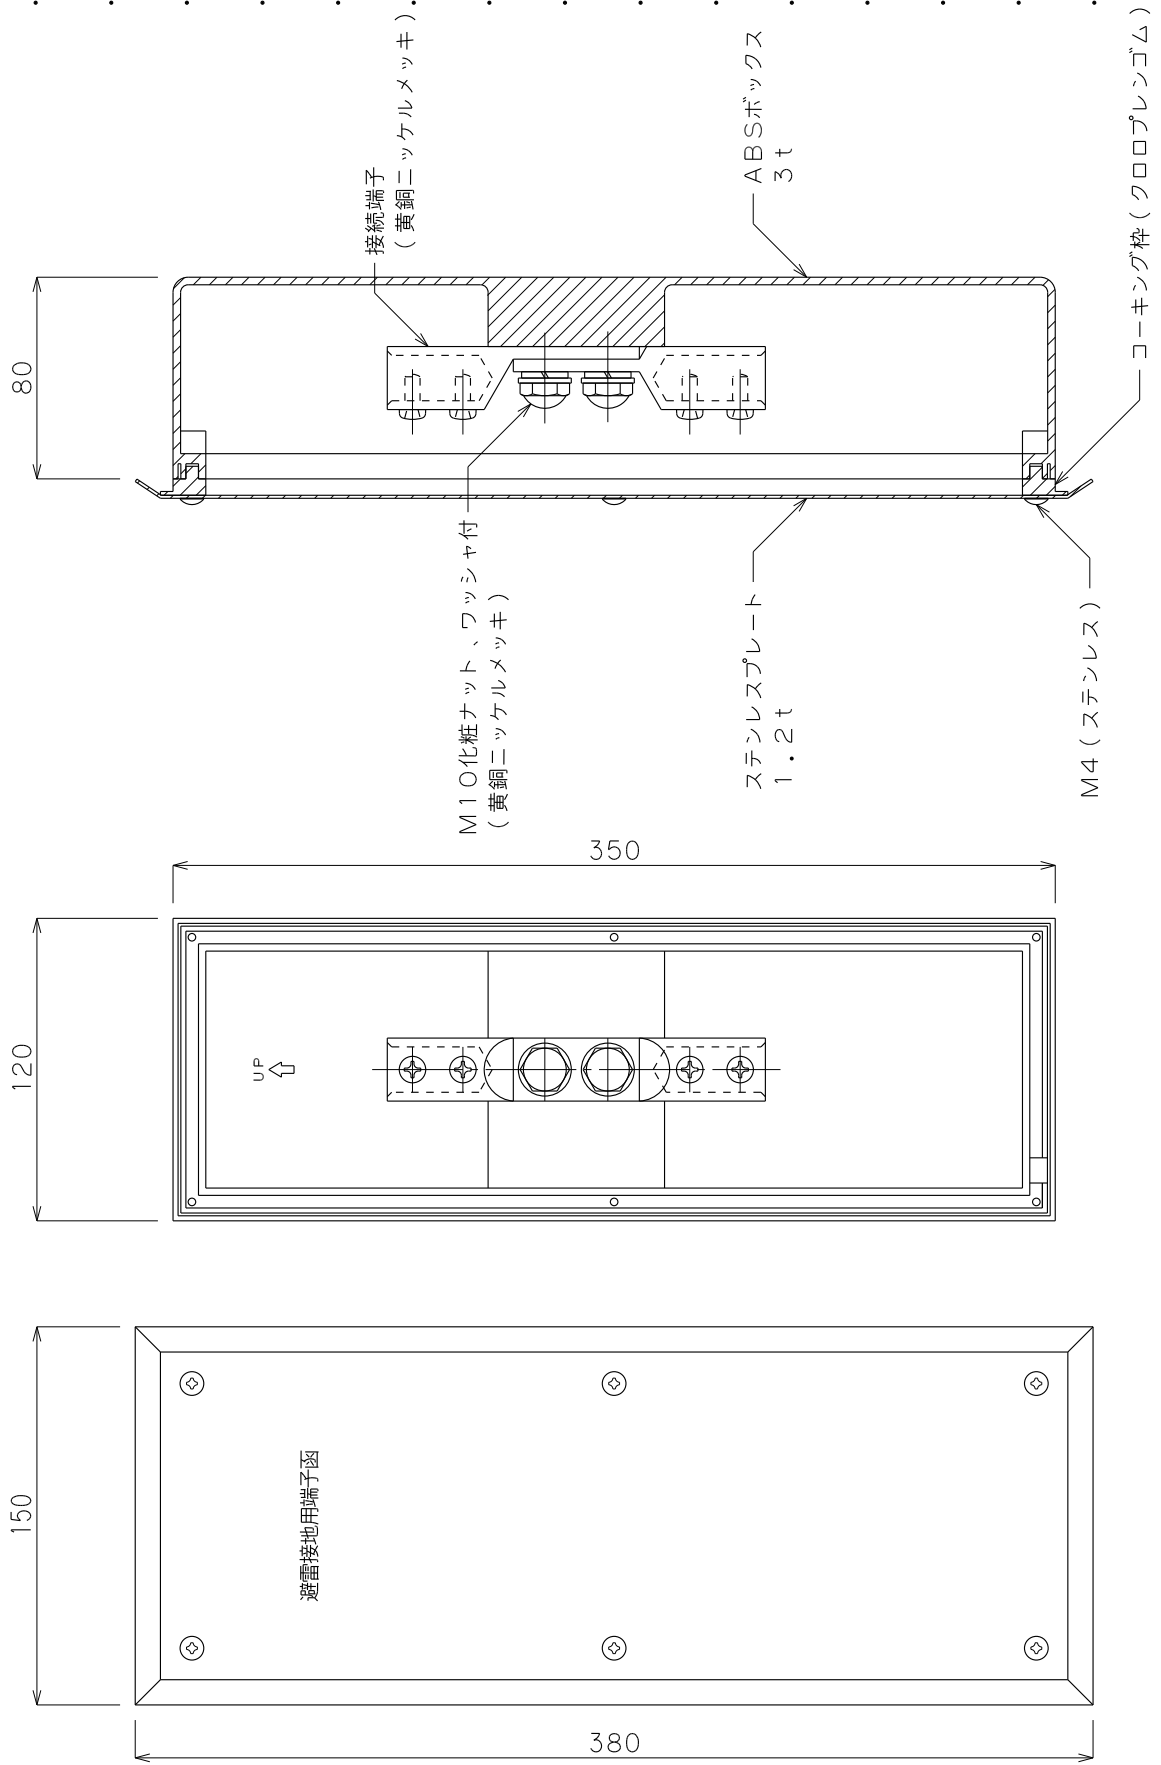 避雷接地用端子函
150
380
UP
120
350
80
接続端子
(黄銅ニッケルメッキ)
M10化粧ナット、ワッシャ付
(黄銅ニッケルメッキ)
ABSボックス
3t
ステンレスプレート
1.2t
コーキング枠(クロロプレンゴム)
M4(ステンレス)